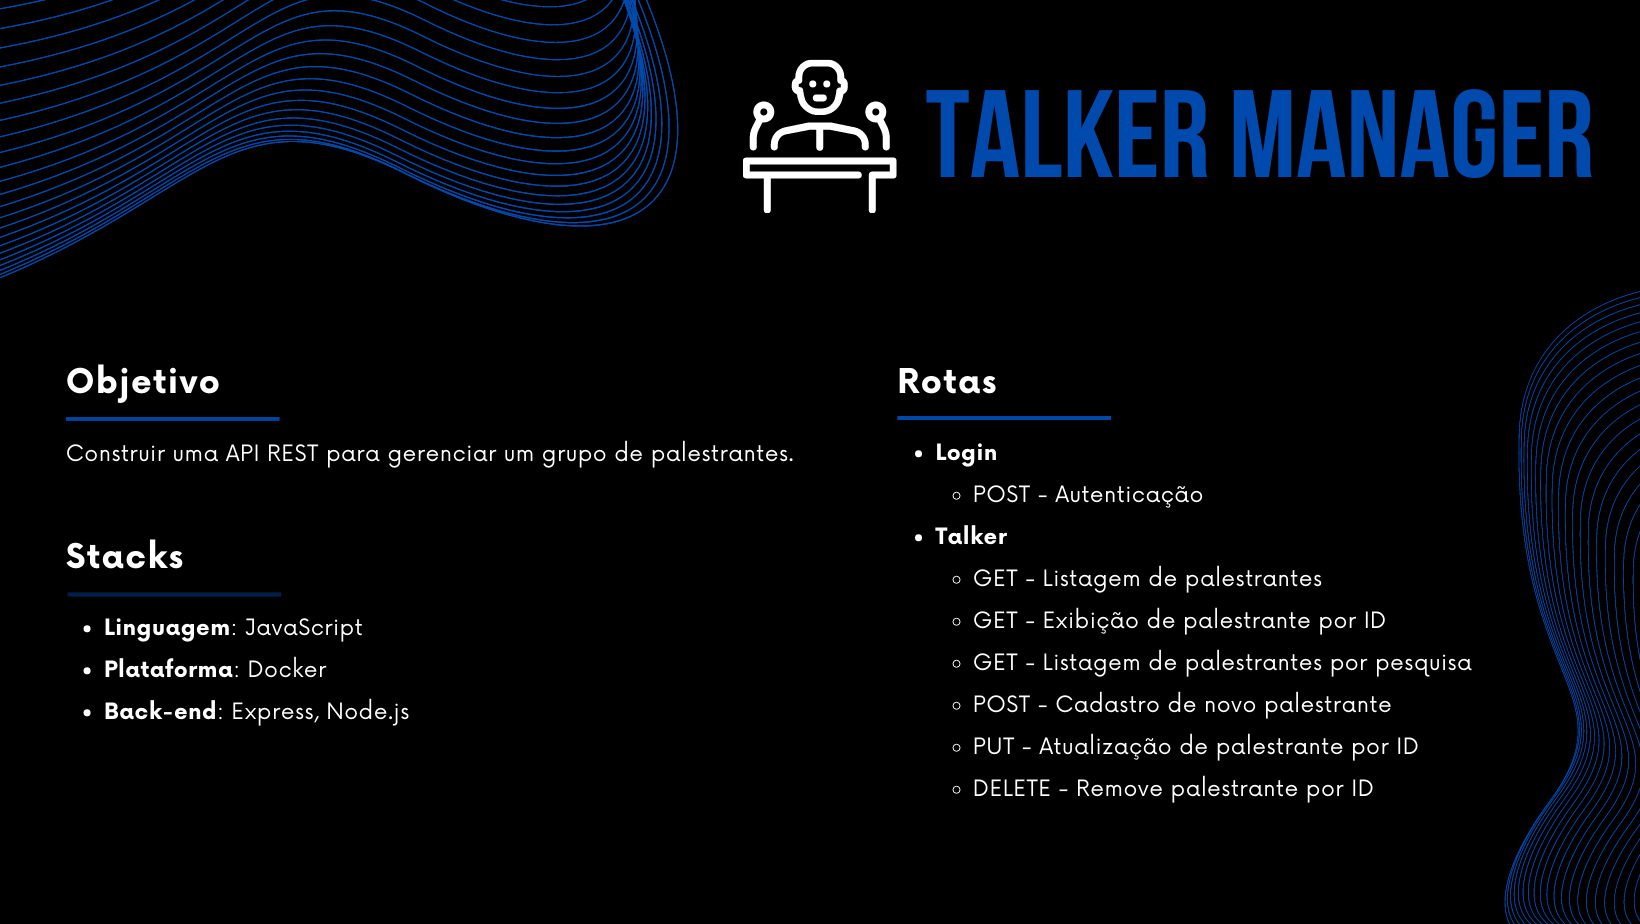 TALKER MANAGER
Objetivo
Construir uma API REST para gerenciar um grupo de palestrantes.
Stacks
• Linguagem: JavaScript
• Plataforma: Docker
• Back-end: Express, Node.js
Rotas
• Login
◦ POST - Autenticação
• Talker
◦ GET - Listagem de palestrantes
◦ GET - Exibição de palestrante por ID
◦ GET - Listagem de palestrantes por pesquisa
◦ POST - Cadastro de novo palestrante
◦ PUT - Atualização de palestrante por ID
◦ DELETE - Remove palestrante por ID